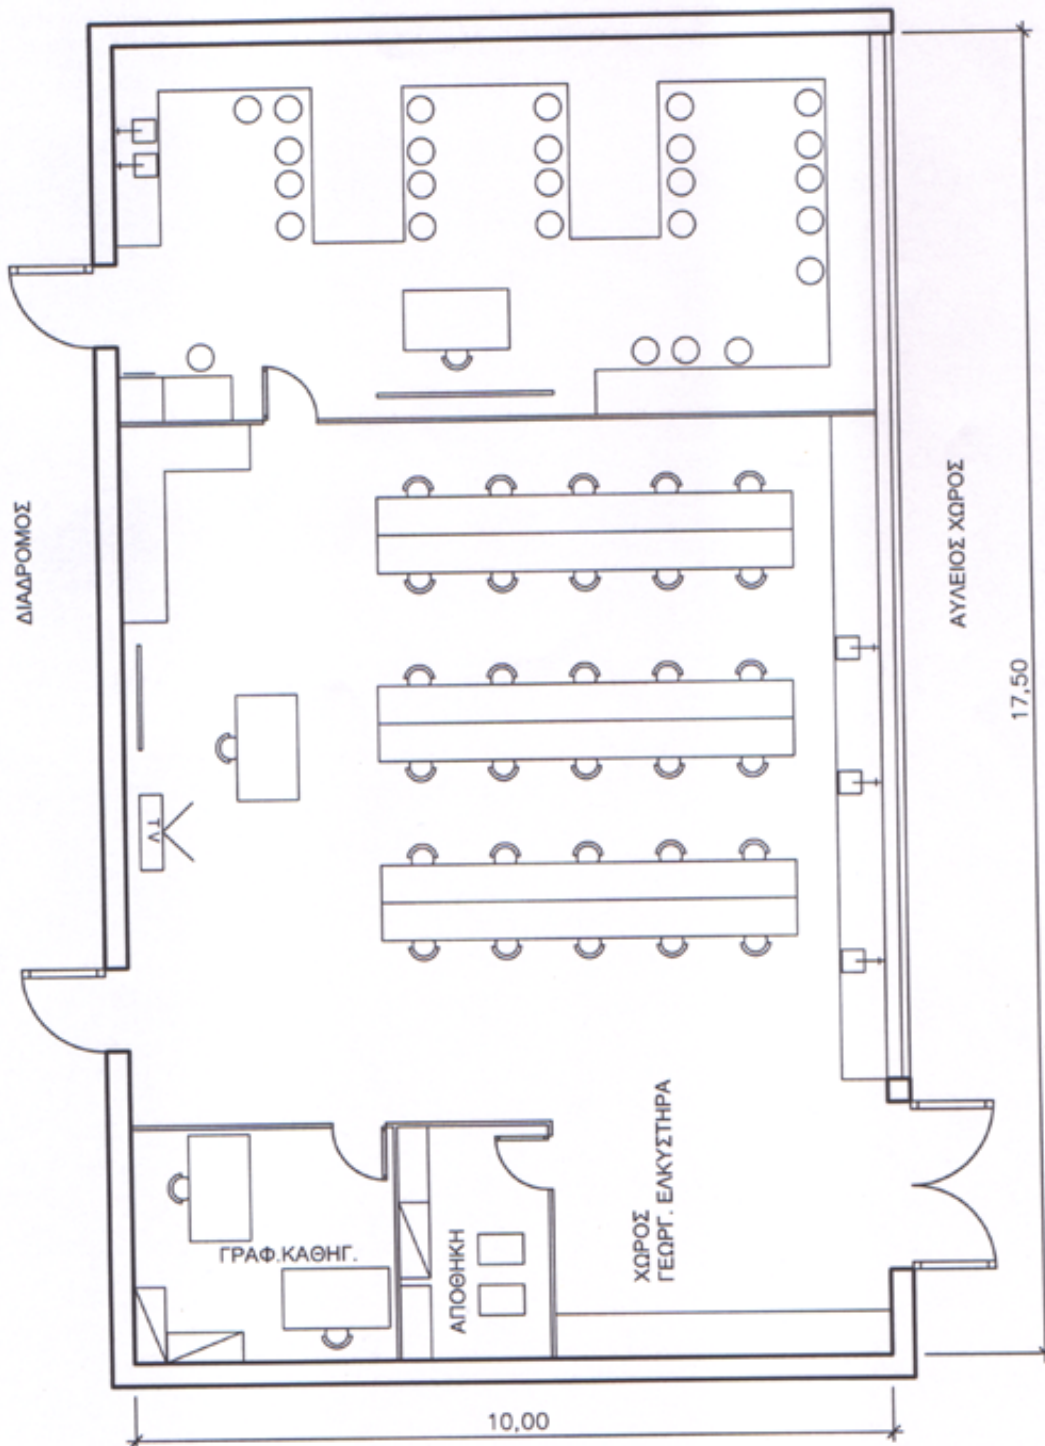 ΔΙΑΔΡΟΜΟΣ
ΑΥΛΕΙΟΣ ΧΩΡΟΣ
17,50
TV
ΓΡΑΦ.ΚΑΘΗΓ.
ΑΠΟΘΗΚΗ
ΧΩΡΟΣ
ΓΕΩΡΓ. ΕΛΚΥΣΤΗΡΑ
10,00